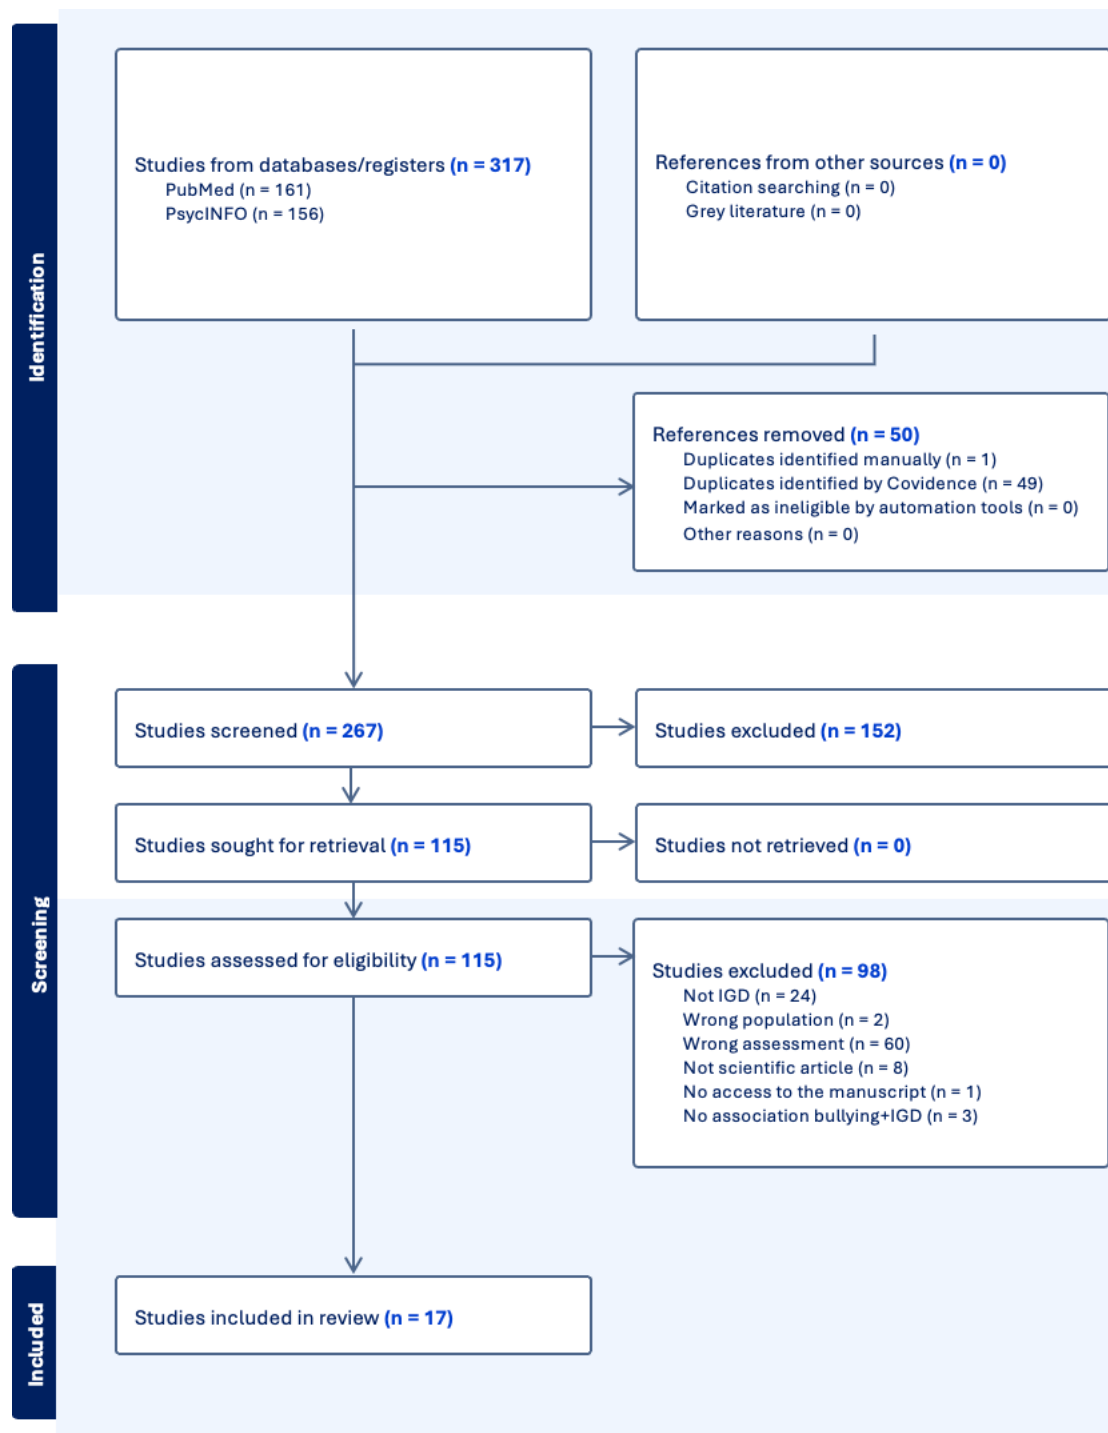 Identification
Studies from databases/registers (n = 317)
PubMed (n = 161)
PsycINFO (n = 156)
References from other sources (n = 0)
Citation searching (n = 0)
Grey literature (n = 0)
References removed (n = 50)
Duplicates identified manually (n = 1)
Duplicates identified by Covidence (n = 49)
Marked as ineligible by automation tools (n = 0)
Other reasons (n = 0)
Screening
Studies screened (n = 267)
Studies excluded (n = 152)
Studies sought for retrieval (n = 115)
Studies not retrieved (n = 0)
Studies assessed for eligibility (n = 115)
Studies excluded (n = 98)
Not IGD (n = 24)
Wrong population (n = 2)
Wrong assessment (n = 60)
Not scientific article (n = 8)
No access to the manuscript (n = 1)
No association bullying+IGD (n = 3)
Included
Studies included in review (n = 17)